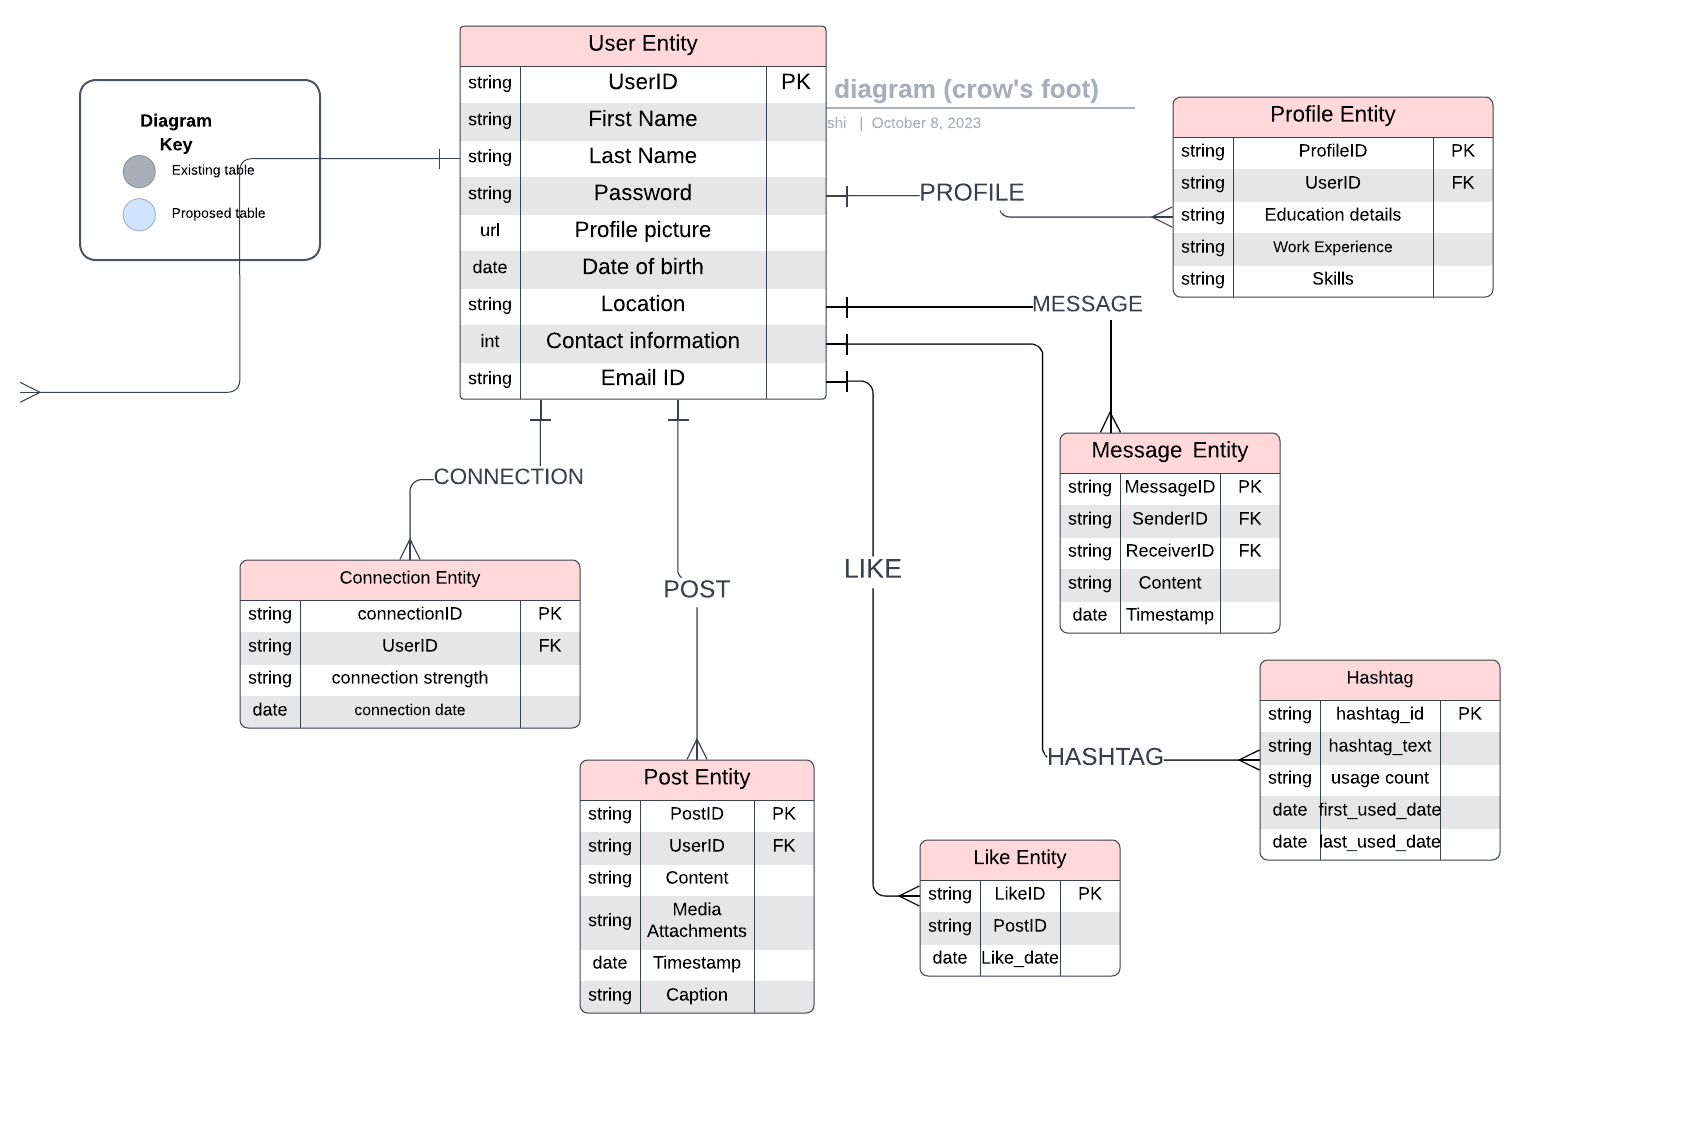 User Entity
string UserID PK
string First Name
string Last Name
string Password
url Profile picture
date Date of birth
string Location
int Contact information
string Email ID
diagram (crow's foot)
shi | October 8, 2023
Diagram
Key
Existing table
Proposed table
Profile Entity
string ProfileID PK
string UserID FK
string Education details
string Work Experience
string Skills
PROFILE
MESSAGE
Message Entity
string MessageID PK
string SenderID FK
string ReceiverID FK
string Content
date Timestamp
CONNECTION
Connection Entity
string connectionID PK
string UserID FK
string connection strength
date connection date
POST
LIKE
HASHTAG
Hashtag
string hashtag_id PK
string hashtag_text
string usage count
date first_used_date
date last_used_date
Post Entity
string PostID PK
string UserID FK
string Content
string Media
Attachments
date Timestamp
string Caption
Like Entity
string LikeID PK
string PostID
date Like_date